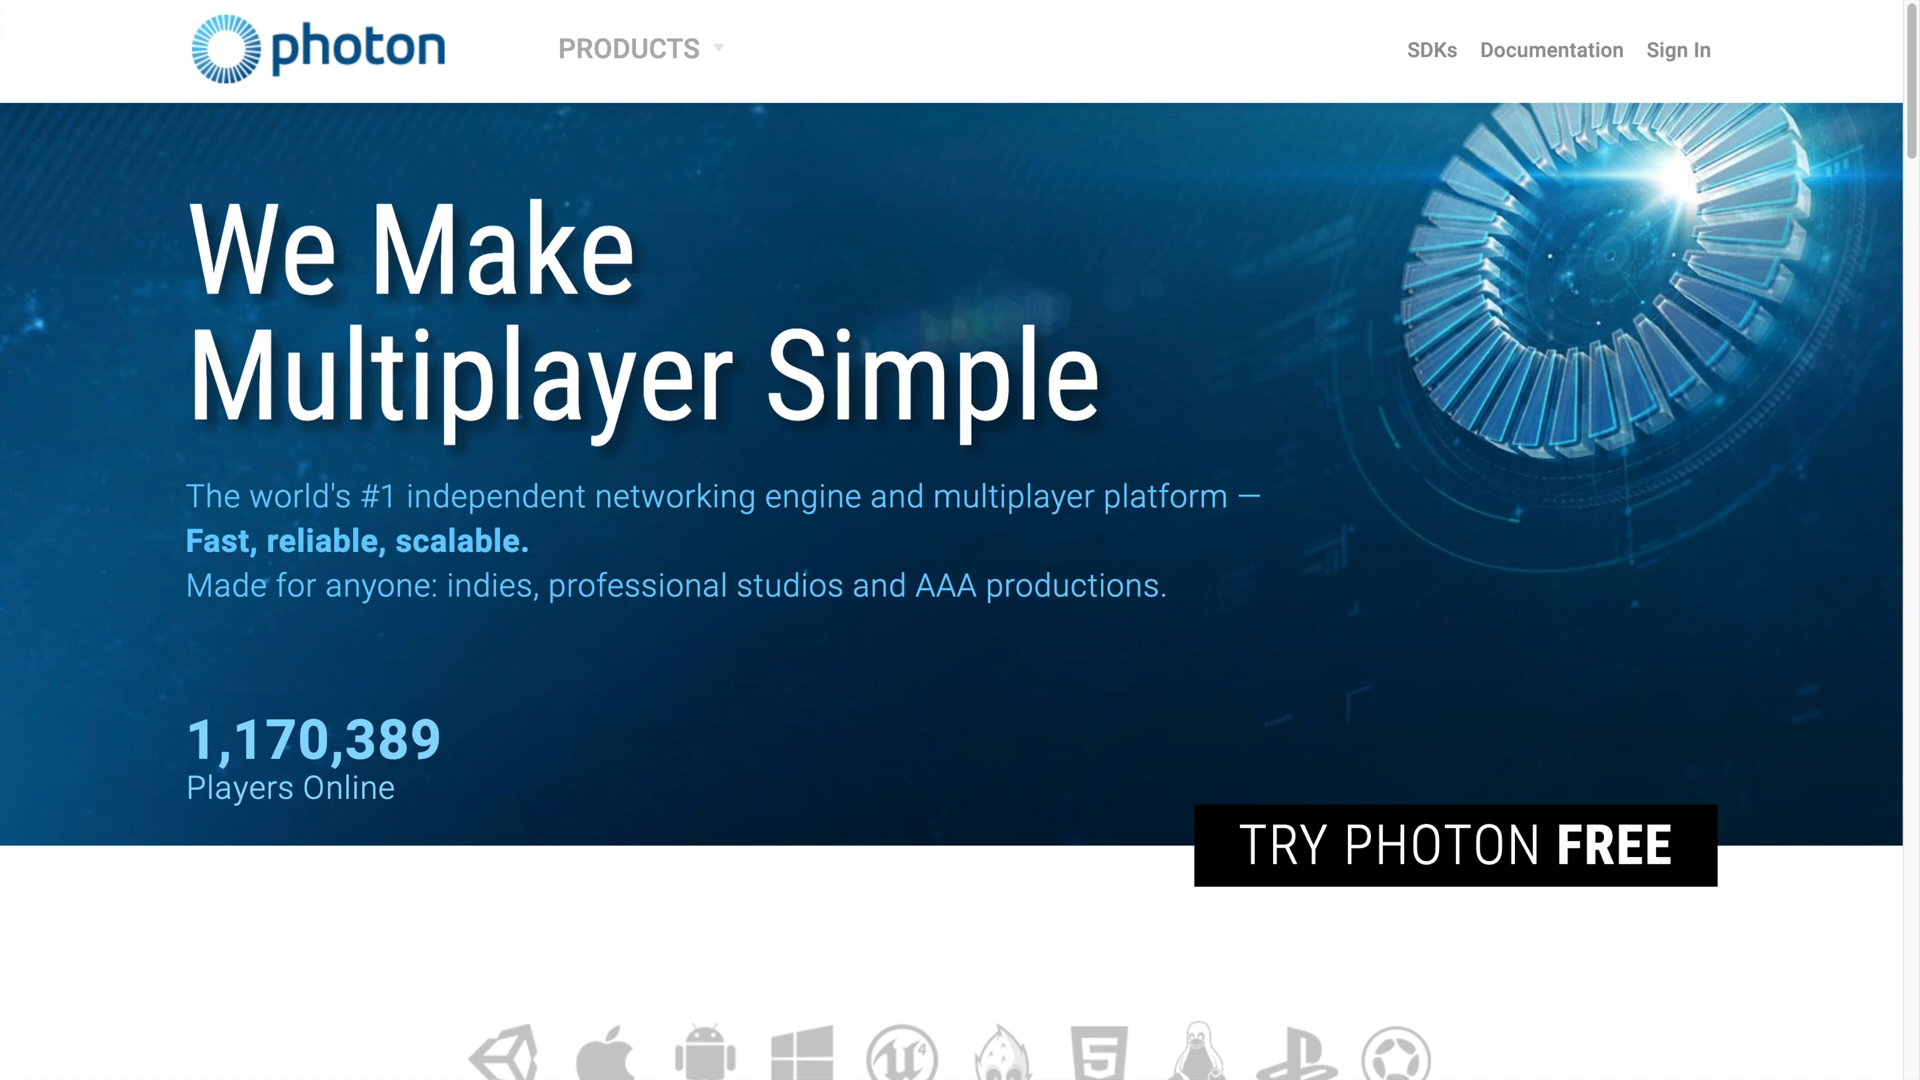 photon
PRODUCTS
SDKs Documentation Sign In
We Make
Multiplayer Simple
The world's #1 independent networking engine and multiplayer platform —
Fast, reliable, scalable.
Made for anyone: indies, professional studios and AAA productions.
1,170,389
Players Online
TRY PHOTON FREE